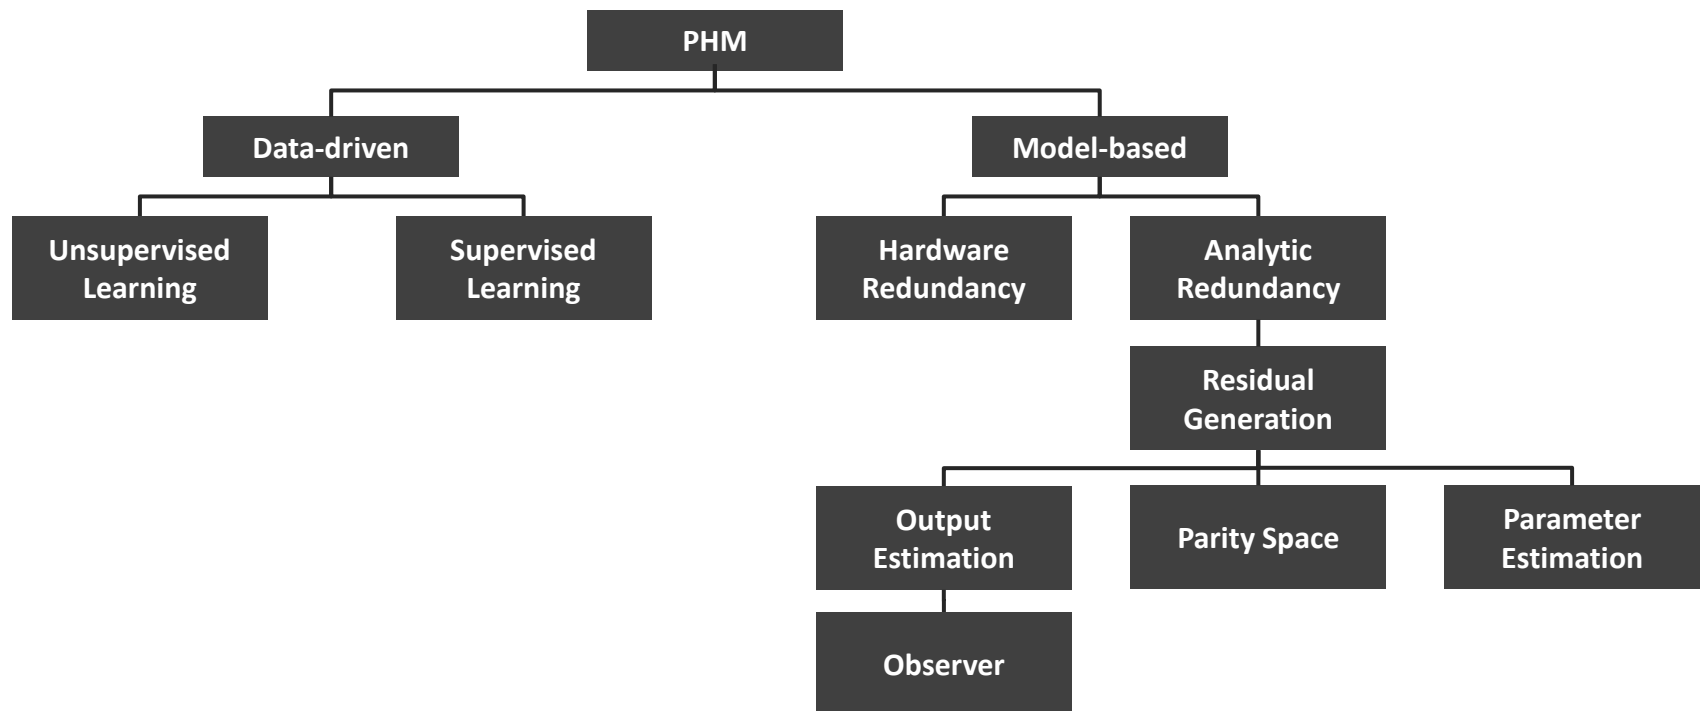 PHM
Data-driven
Model-based
Unsupervised
Learning
Supervised
Learning
Hardware
Redundancy
Analytic
Redundancy
Residual
Generation
Output
Estimation
Parity Space
Parameter
Estimation
Observer